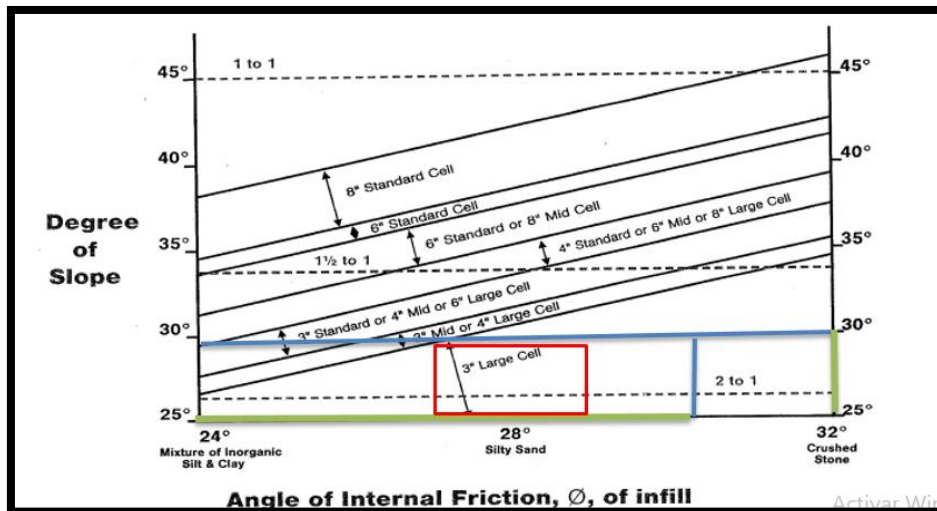 1 to 1
45°
45°
40°
40°
8" Standard Cell
6" Standard Cell
6" Standard or 8" Mid Cell
4" Standard or 6" Mid or 8" Large Cell
Degree
of
Slope
35°
35°
1½ to 1
3" Standard or 4" Mid or 6" Large Cell
30°
30°
3" Mid or 4" Large Cell
3" Large Cell
2 to 1
25°
25°
24°
28°
32°
Mixture of Inorganic
Silt & Clay
Silty Sand
Crushed
Stone
Angle of Internal Friction, Ø, of infill
Activar Win